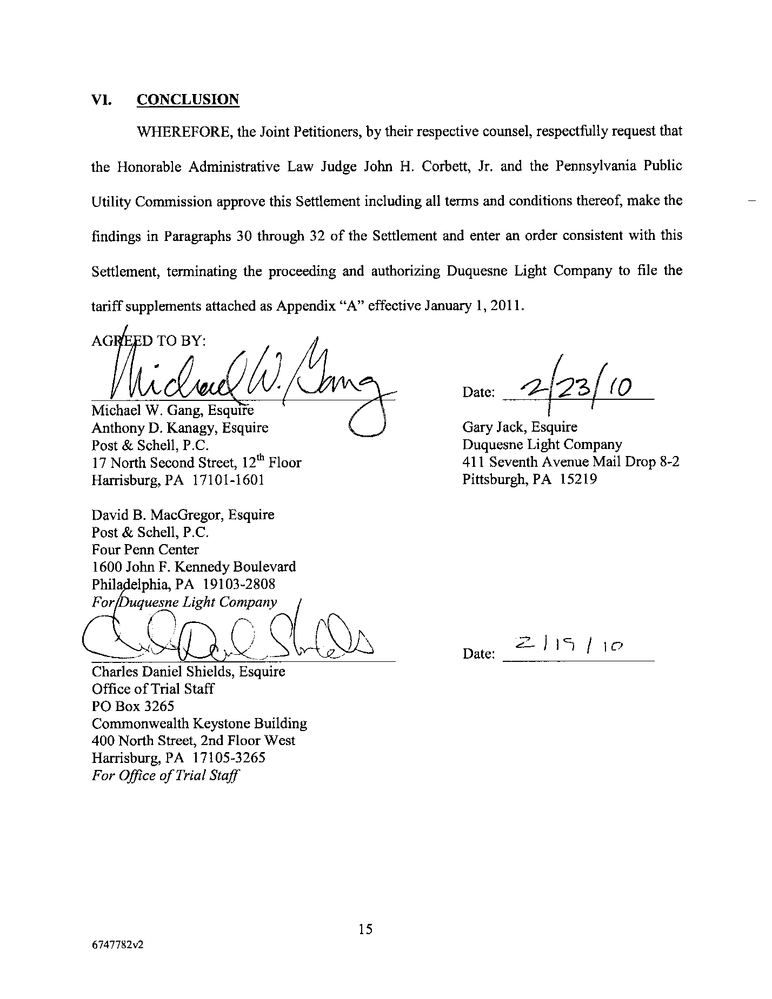 VI. CONCLUSION
WHEREFORE, the Joint Petitioners, by their respective counsel, respectfully request that
the Honorable Administrative Law Judge John H. Corbett, Jr. and the Pennsylvania Public
Utility Commission approve this Settlement including all terms and conditions thereof, make the
findings in Paragraphs 30 through 32 of the Settlement and enter an order consistent with this
Settlement, terminating the proceeding and authorizing Duquesne Light Company to file the
tariff supplements attached as Appendix “A” effective January 1, 2011.
AGREED TO BY:
Michael W. Gang
Date: 2/23/10
Michael W. Gang, Esquire
Anthony D. Kanagy, Esquire
Post & Schell, P.C.
17 North Second Street, 12th Floor
Harrisburg, PA 17101-1601
Gary Jack, Esquire
Duquesne Light Company
411 Seventh Avenue Mail Drop 8-2
Pittsburgh, PA 15219
David B. MacGregor, Esquire
Post & Schell, P.C.
Four Penn Center
1600 John F. Kennedy Boulevard
Philadelphia, PA 19103-2808
For Duquesne Light Company
Charles Daniel Shields
Date: 2/19/10
Charles Daniel Shields, Esquire
Office of Trial Staff
PO Box 3265
Commonwealth Keystone Building
400 North Street, 2nd Floor West
Harrisburg, PA 17105-3265
For Office of Trial Staff
15
6747782v2